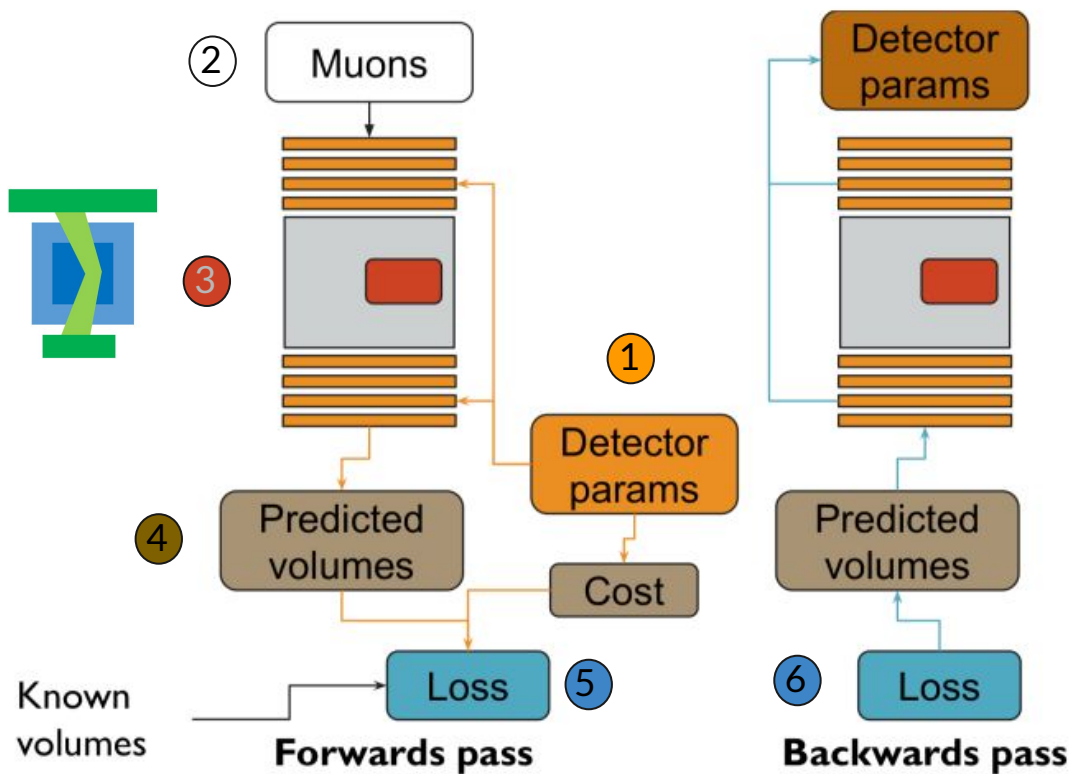 2
Muons
3
1
Detector
params
4
Predicted
volumes
Cost
Known
volumes
Loss
5
Forwards pass
Detector
params
Predicted
volumes
6
Loss
Backwards pass